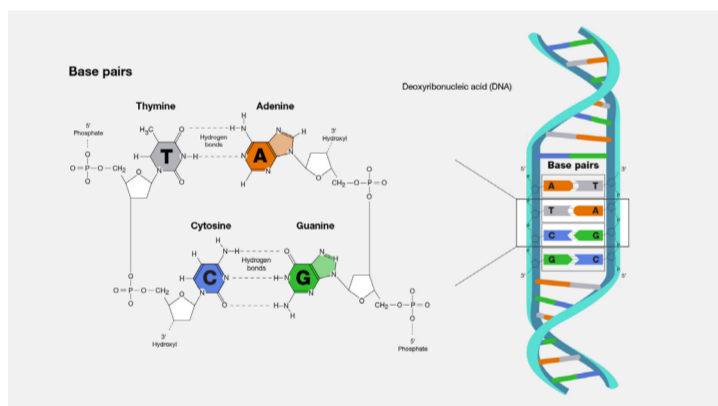 Base pairs
Deoxyribonucleic acid (DNA)
Thymine
Adenine
5'
Phosphate
O
O=P—O—CH₂
O
O
H₃C
O
H
T
N
H
N
O
Hydrogen
bonds
H
H—N
N
A
N
H
N
H
N
3'
Hydroxyl
O
CH₂—O—P=O
O
O
Cytosine
Guanine
H
H
N—H
H
C
N
N
O
Hydrogen
bonds
O
N
H
H—N
G
N
N
H—N
H
O
O=P—O—CH₂
O
O
3'
Hydroxyl
O
CH₂—O—P=O
O
O
5'
Phosphate
Base pairs
5'
3'
A T
T A
C G
G C
3'
5'